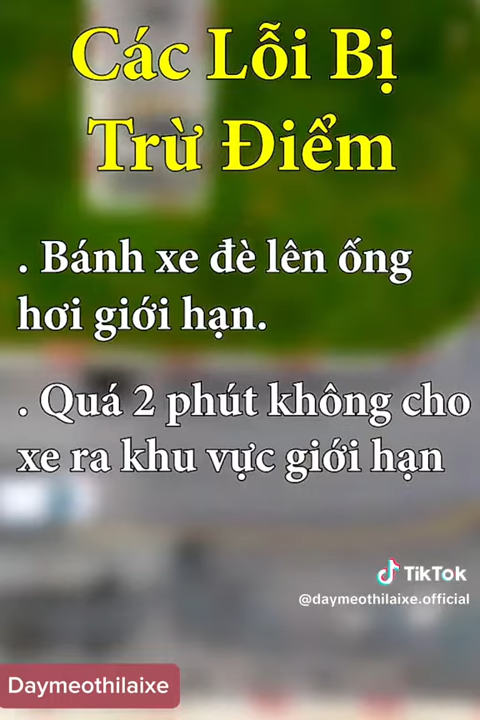 Các Lỗi Bị
Trừ Điểm
. Bánh xe đè lên ống
hơi giới hạn.
. Quá 2 phút không cho
xe ra khu vực giới hạn
TikTok
@daymeothilaixe.official
Daymeothilaixe